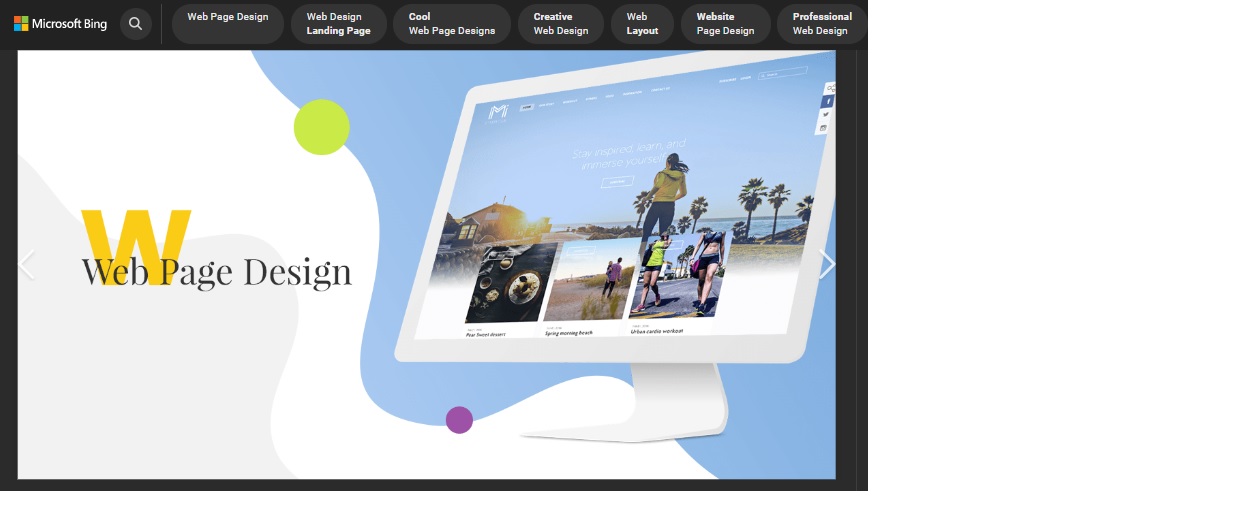 Microsoft Bing
Web Page Design
Web Design
Landing Page
Cool
Web Page Designs
Creative
Web Design
Web
Layout
Website
Page Design
Professional
Web Design
W
Web Page Design
Mi
Stay inspired, learn, and
immerse yourself
Pear Sweet dessert
Spring morning beach
Urban cardio workout